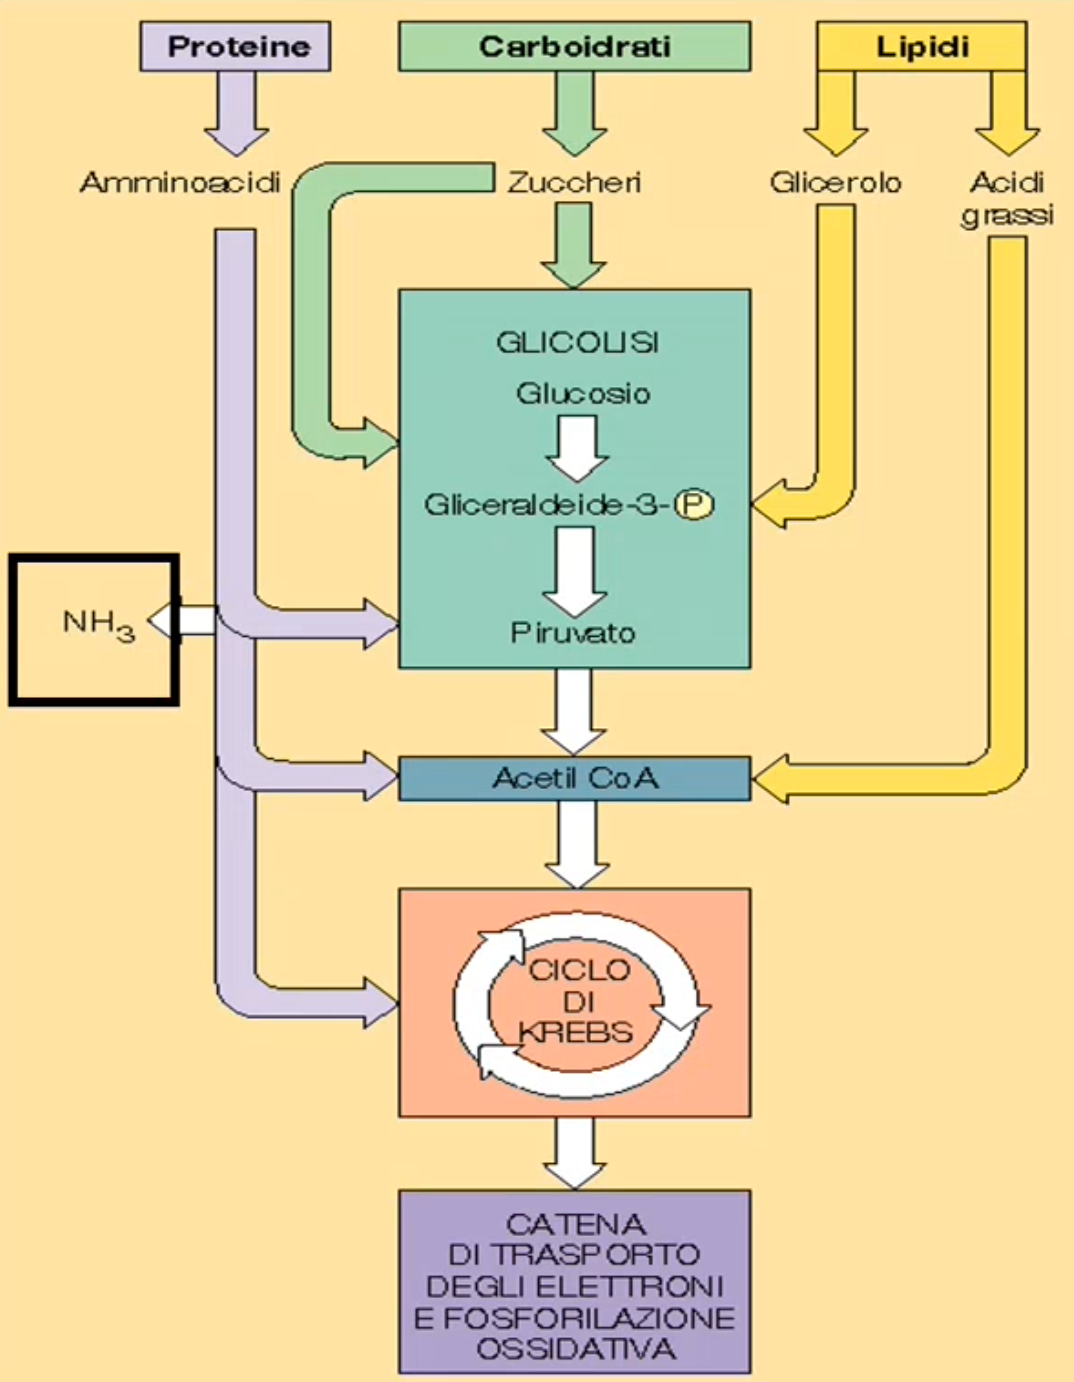 Proteine
Carboidrati
Lipidi
Amminoacidi
Zuccheri
Glicerolo
Acidi
grassi
GLICOLISI
Glucosio
Gliceraldeide-3-P
NH3
Piruvato
Acetil CoA
CICLO
DI
KREBS
CATENA
DI TRASPORTO
DEGLI ELETTRONI
E FOSFORILAZIONE
OSSIDATIVA